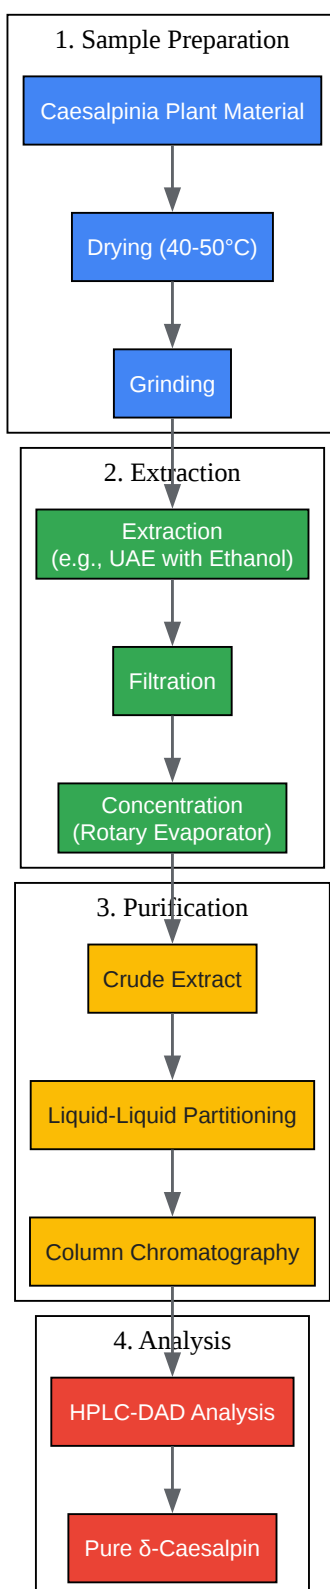 1. Sample Preparation
Caesalpinia Plant Material
Drying (40-50°C)
Grinding
2. Extraction
Extraction
(e.g., UAE with Ethanol)
Filtration
Concentration
(Rotary Evaporator)
3. Purification
Crude Extract
Liquid-Liquid Partitioning
Column Chromatography
4. Analysis
HPLC-DAD Analysis
Pure δ-Caesalpin